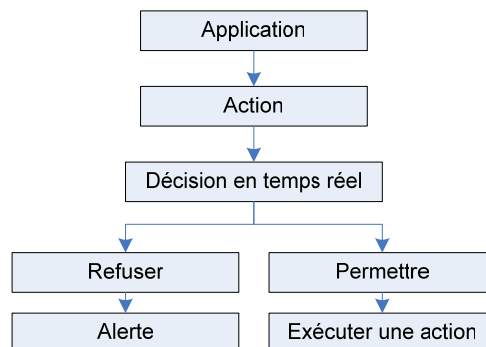 Application
Action
Décision en temps réel
Refuser
Permettre
Alerte
Exécuter une action